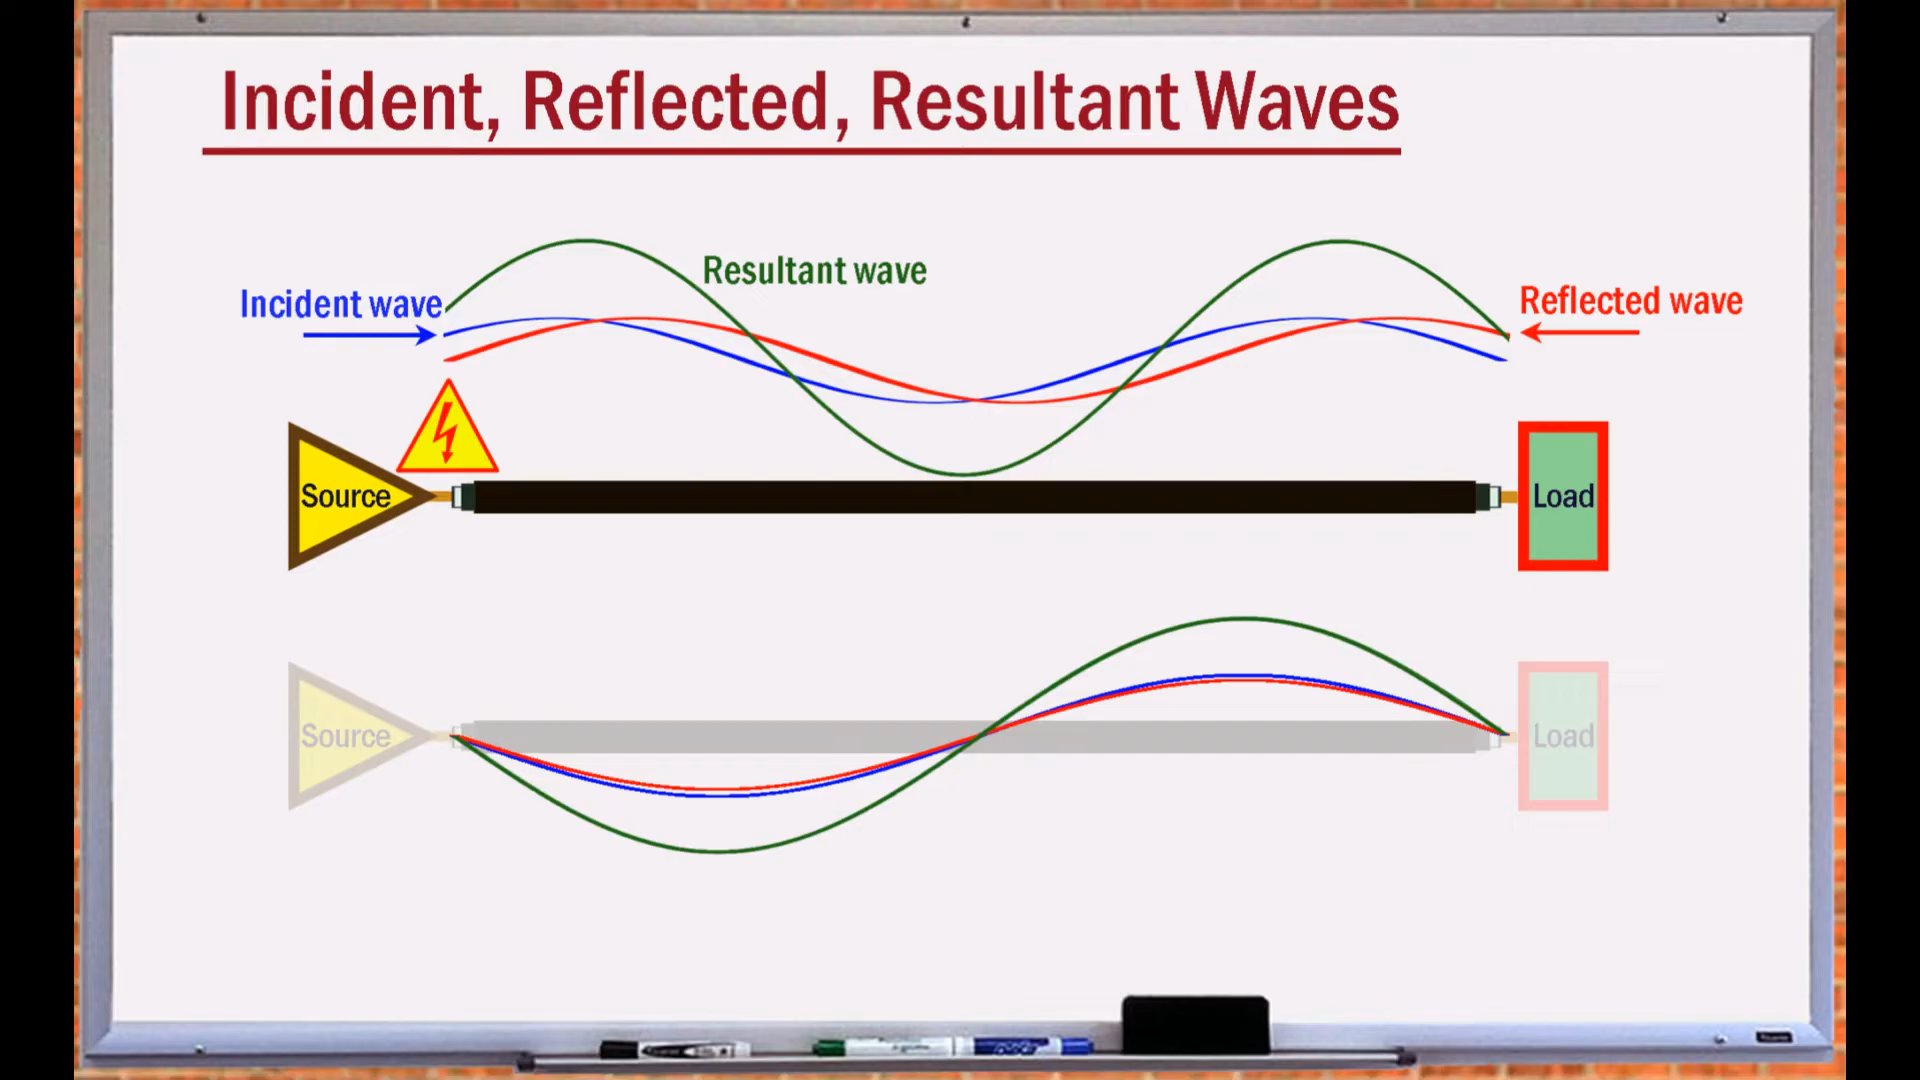 Incident, Reflected, Resultant Waves
Resultant wave
Incident wave
Reflected wave
Source
Load
Source
Load